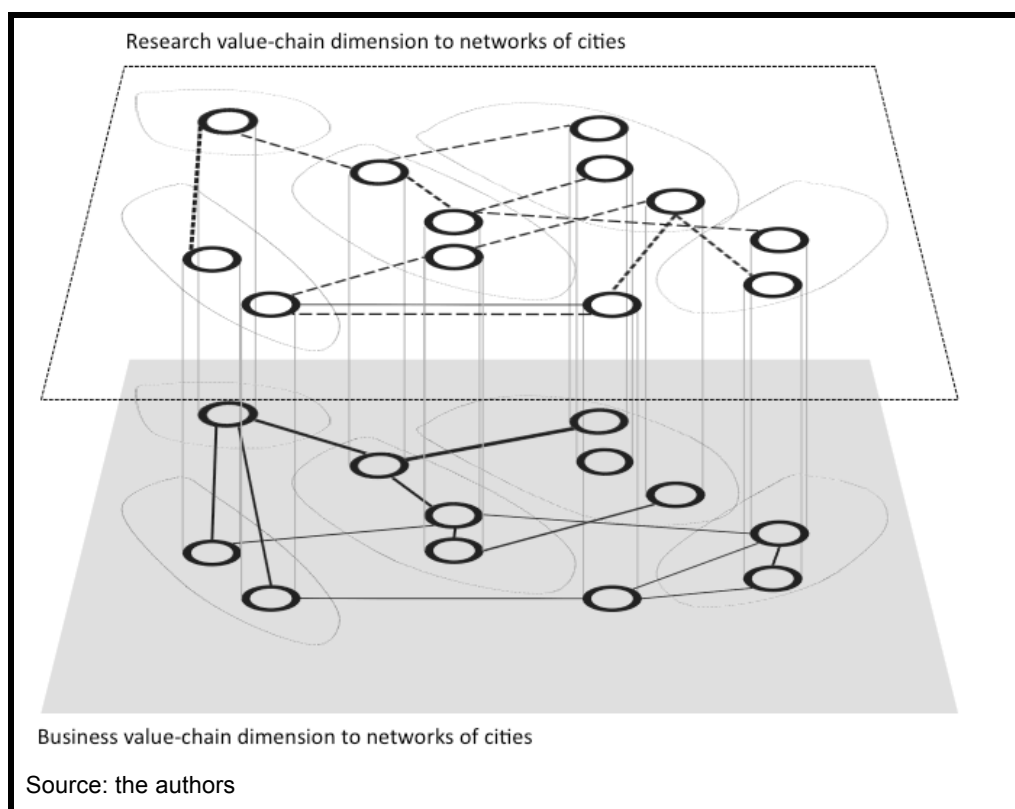 Research value-chain dimension to networks of cities
Business value-chain dimension to networks of cities
Source: the authors